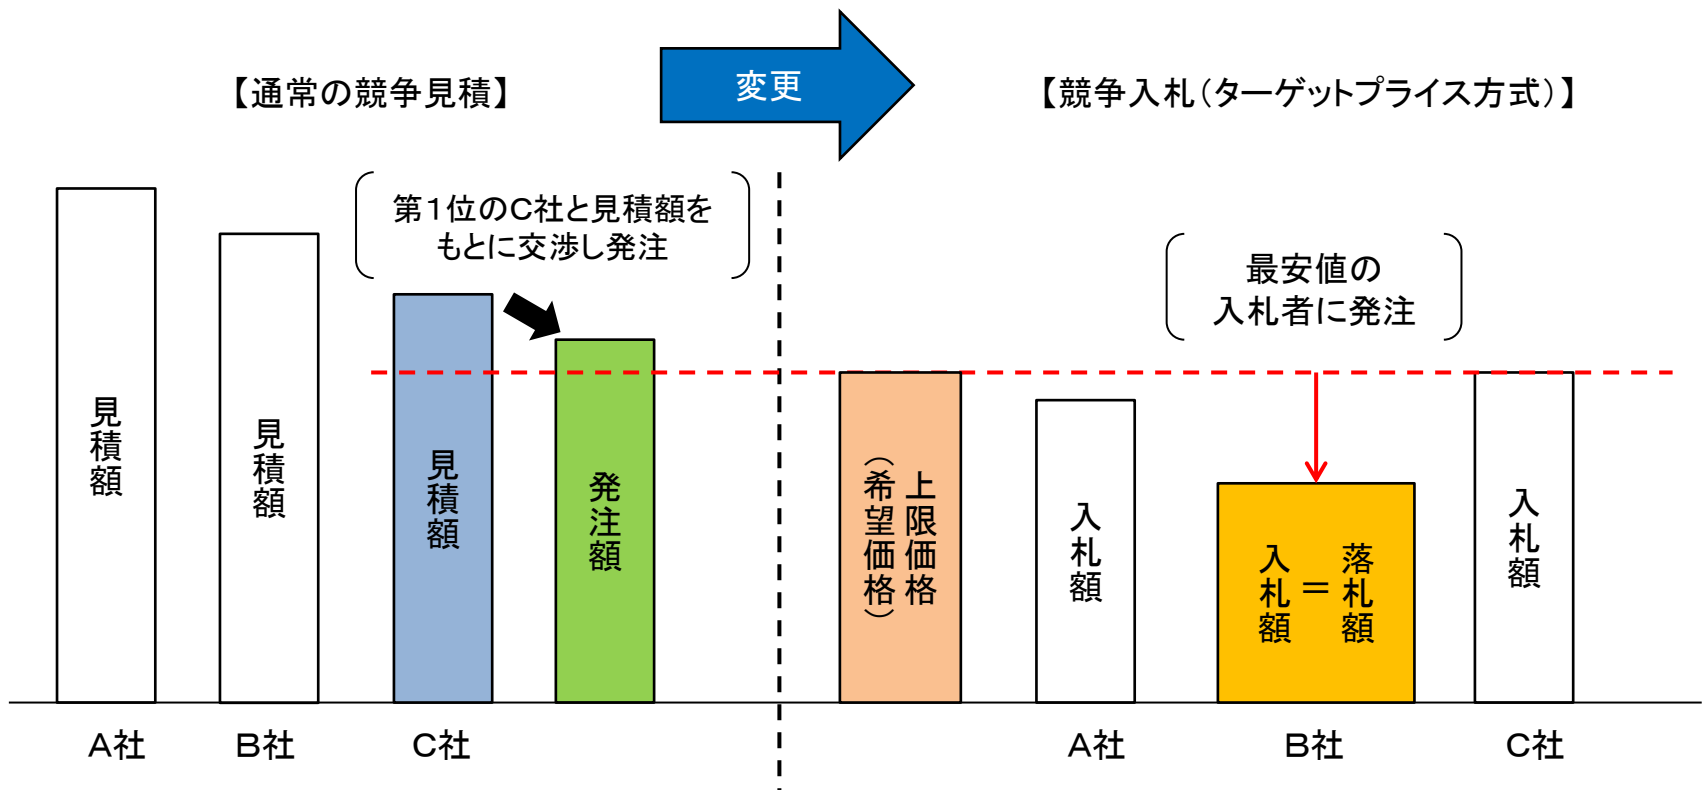 【通常の競争見積】
変更
【競争入札(ターゲットプライス方式)】
第１位のC社と見積額を
もとに交渉し発注
見積額
見積額
見積額
発注額
A社
B社
C社
最安値の
入札者に発注
上限価格
(希望価格)
入札額
落札額
＝
入札額
入札額
A社
B社
C社